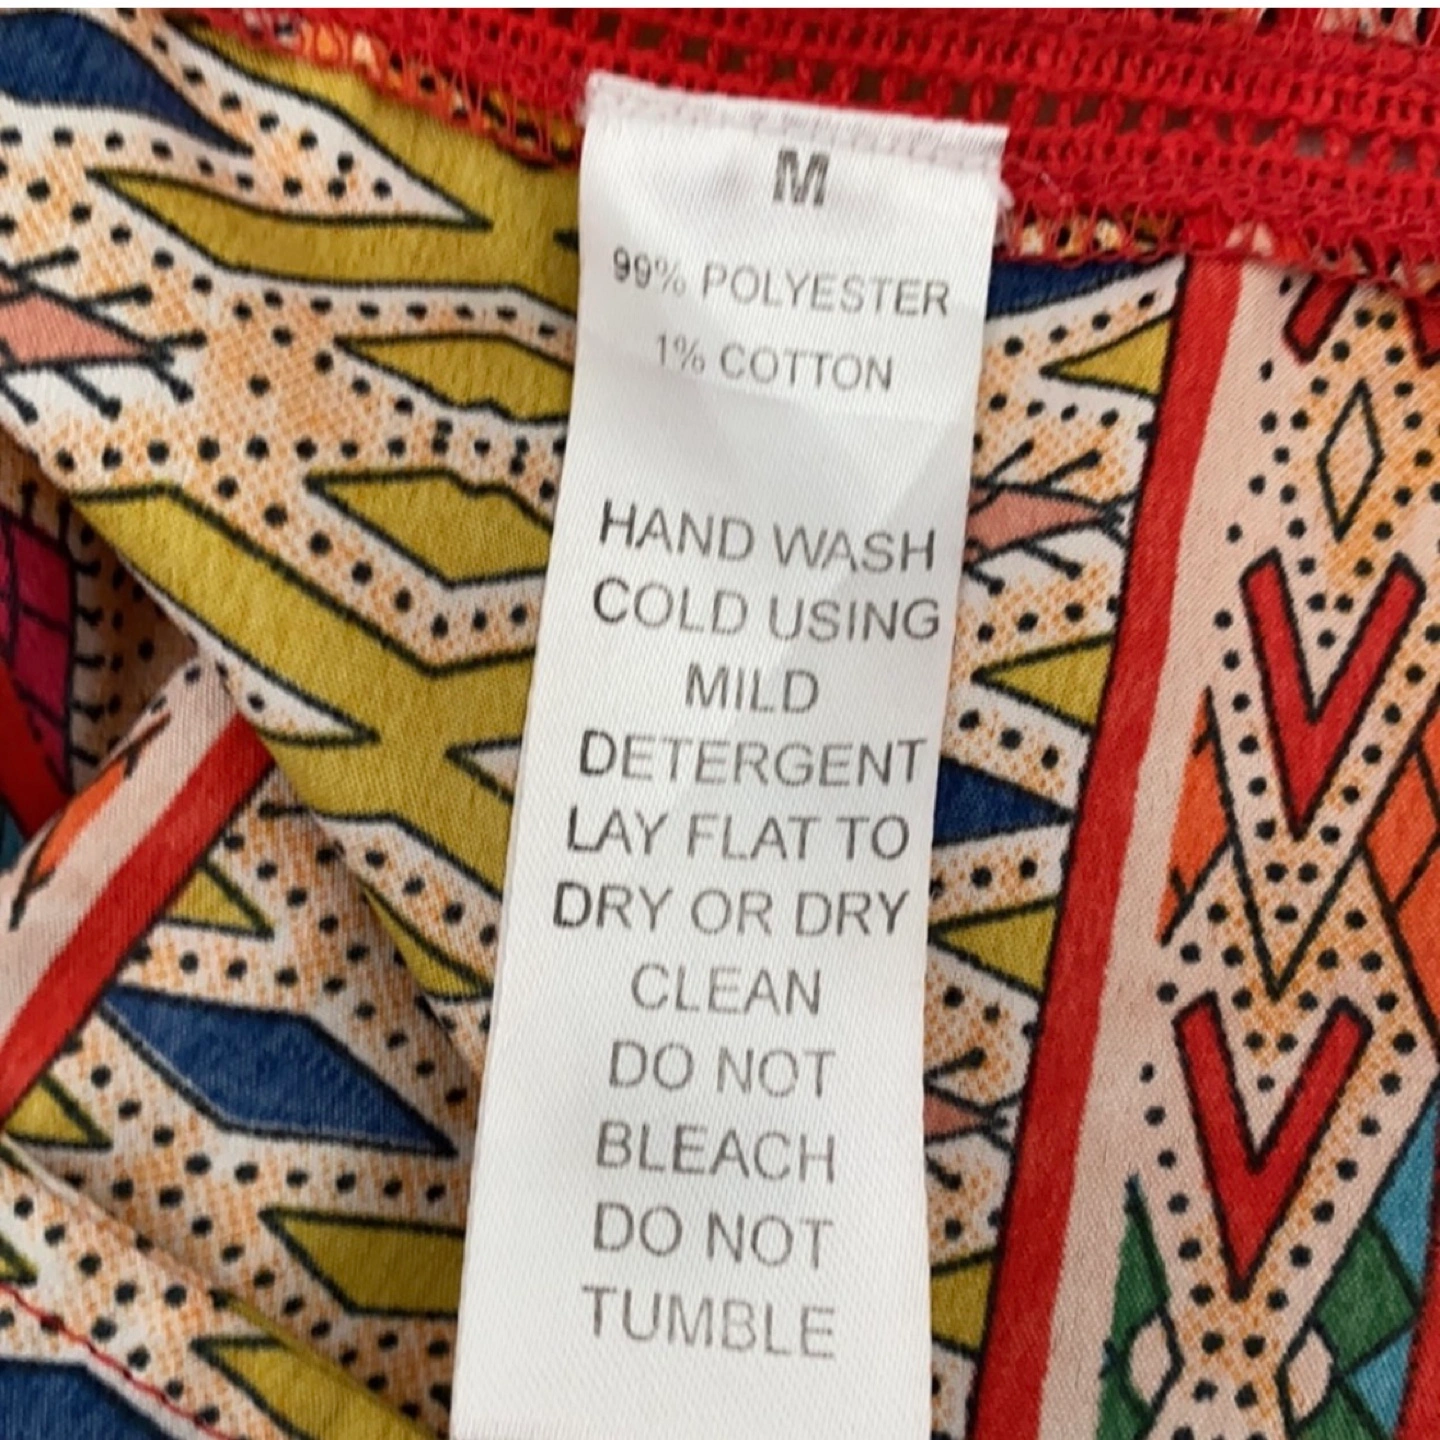 M
99% POLYESTER
1% COTTON
HAND WASH
COLD USING
MILD
DETERGENT
LAY FLAT TO
DRY OR DRY
CLEAN
DO NOT
BLEACH
DO NOT
TUMBLE